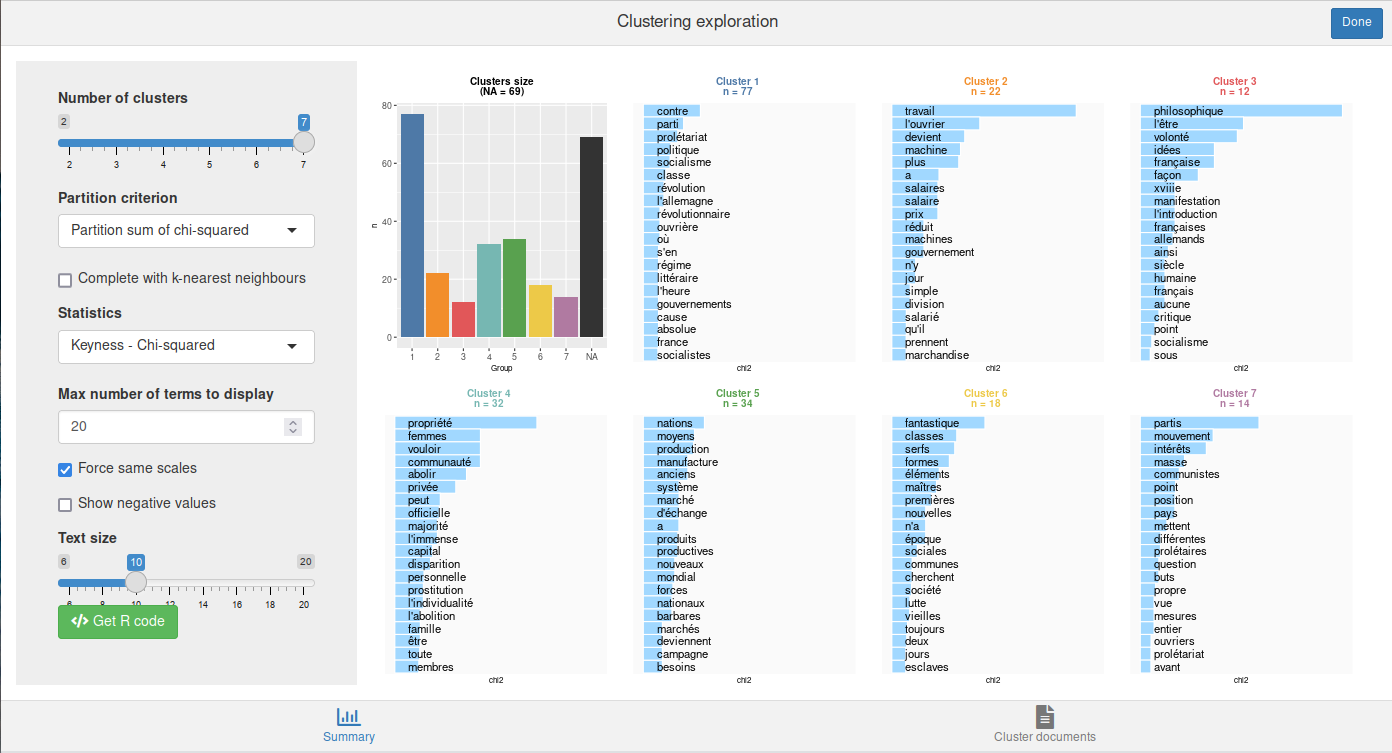 Clustering exploration
Done
Number of clusters
2
7
2 3 4 5 6 7
Partition criterion
Partition sum of chi-squared
Complete with k-nearest neighbours
Statistics
Keyness - Chi-squared
Max number of terms to display
20
Force same scales
Show negative values
Text size
6
10
20
6 8 10 12 14 16 18 20
Get R code
Clusters size
(NA = 69)
n
80
60
40
20
0
1 2 3 4 5 6 7 NA
Group
Cluster 1
n = 77
contre
parti
prolétariat
politique
socialisme
classe
révolution
l'allemagne
révolutionnaire
ouvrière
où
s'en
régime
littéraire
l'heure
gouvernements
cause
absolue
france
socialistes
chi2
Cluster 2
n = 22
travail
l'ouvrier
devient
machine
plus
a
salaires
salaire
prix
réduit
machines
gouvernement
n'y
jour
simple
division
salarié
qu'il
prennent
marchandise
chi2
Cluster 3
n = 12
philosophique
l'être
volonté
idées
française
façon
xviiie
manifestation
l'introduction
françaises
allemands
ainsi
siècle
humaine
français
aucune
critique
point
socialisme
sous
chi2
Cluster 4
n = 32
propriété
femmes
vouloir
communauté
abolir
privée
peut
officielle
majorité
l'immense
capital
disparition
personnelle
prostitution
l'individualité
l'abolition
famille
être
toute
membres
chi2
Cluster 5
n = 34
nations
moyens
production
manufacture
anciens
système
marché
d'échange
a
produits
productives
nouveaux
mondial
forces
nationaux
barbares
marchés
deviennent
campagne
besoins
chi2
Cluster 6
n = 18
fantastique
classes
serfs
formes
éléments
maîtres
premières
nouvelles
n'a
époque
sociales
communes
cherchent
société
lutte
vieilles
toujours
deux
jours
esclaves
chi2
Cluster 7
n = 14
partis
mouvement
intérêts
masse
communistes
point
position
pays
mettent
différentes
prolétaires
question
buts
propre
vue
mesures
entier
ouvriers
prolétariat
avant
chi2
Summary
Cluster documents